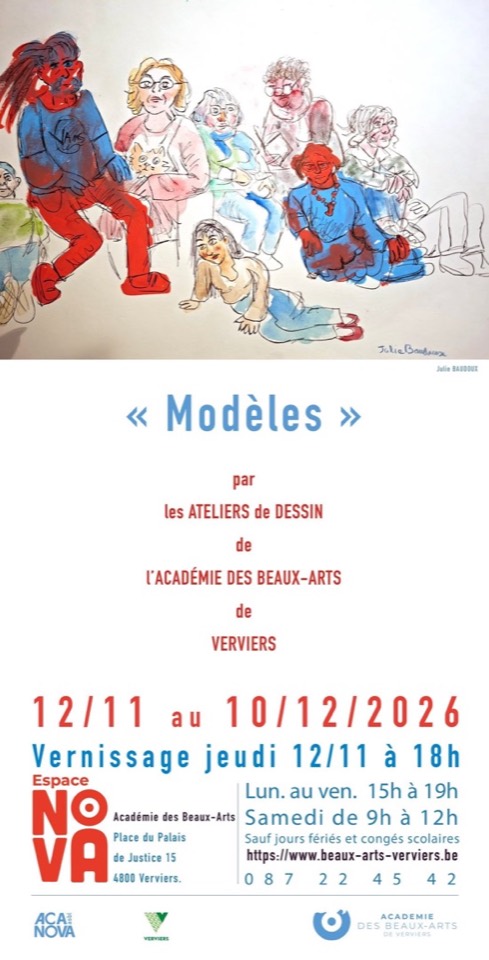 Julie Baudoux
Julie BAUDOUX
« Modèles »
par
les ATELIERS de DESSIN
de
l'ACADÉMIE DES BEAUX-ARTS
de
VERVIERS
12/11 au 10/12/2026
Vernissage jeudi 12/11 à 18h
Espace
NOVA
Académie des Beaux-Arts
Place du Palais
de Justice 15
4800 Verviers.
Lun. au ven. 15h à 19h
Samedi de 9h à 12h
Sauf jours fériés et congés scolaires
https://www.beaux-arts-verviers.be
087 22 45 42
ACA
NOVA
VERVIERS
ACADEMIE
DES BEAUX-ARTS
DE VERVIERS